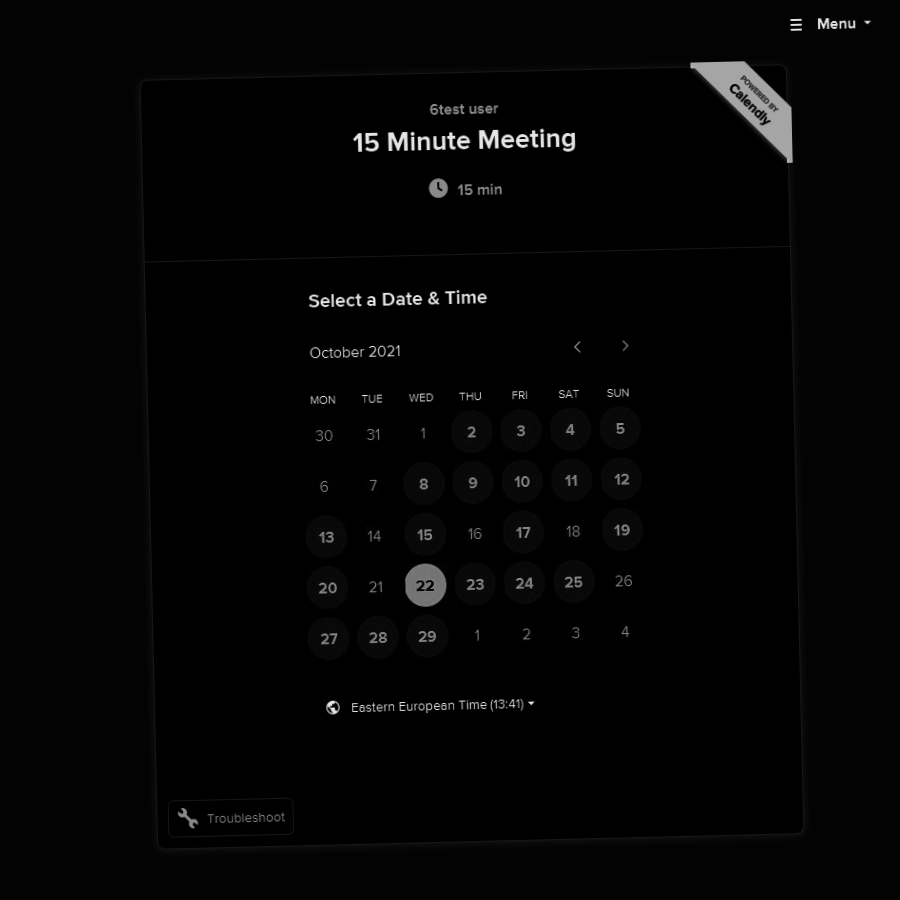 Menu
POWERED BY
Calendly
6test user
15 Minute Meeting
15 min
Select a Date & Time
October 2021
MON TUE WED THU FRI SAT SUN
30 31 1 2 3 4 5
6 7 8 9 10 11 12
13 14 15 16 17 18 19
20 21 22 23 24 25 26
27 28 29 1 2 3 4
Eastern European Time (13:41)
Troubleshoot